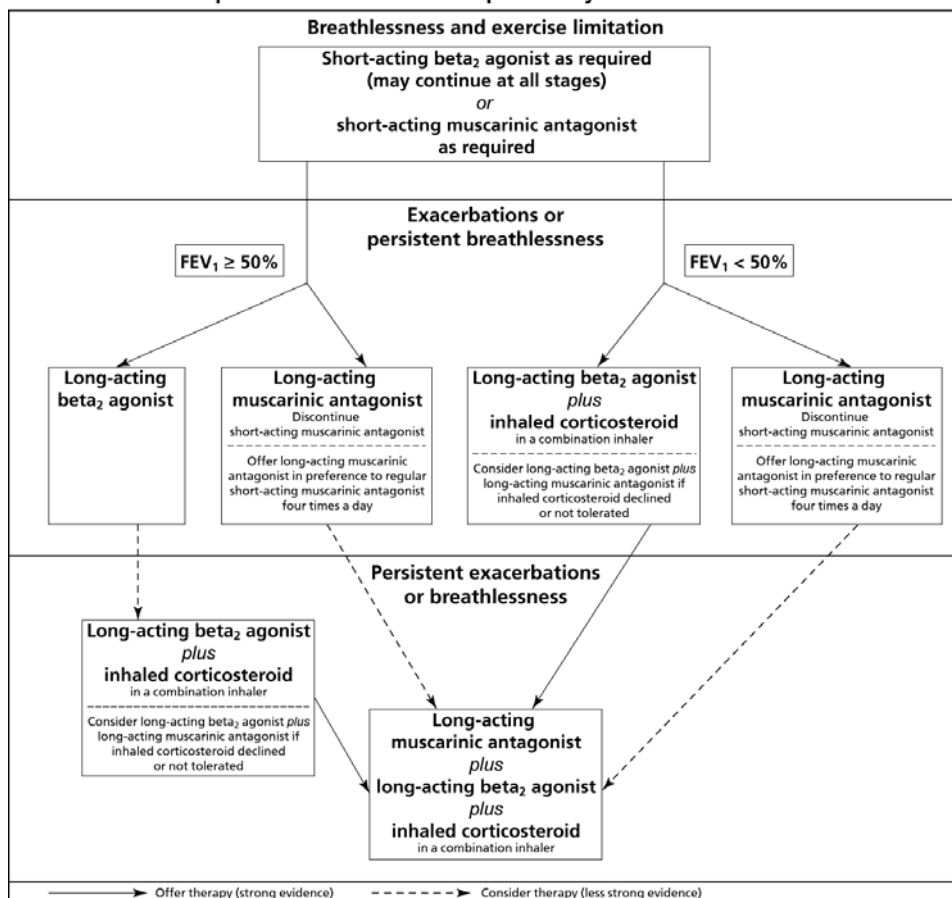 Breathlessness and exercise limitation
Short-acting beta₂ agonist as required
(may continue at all stages)
or
short-acting muscarinic antagonist
as required
Exacerbations or
persistent breathlessness
FEV₁ ≥ 50%
FEV₁ < 50%
Long-acting
beta₂ agonist
Long-acting
muscarinic antagonist
Discontinue
short-acting muscarinic antagonist
Offer long-acting muscarinic
antagonist in preference to regular
short-acting muscarinic antagonist
four times a day
Long-acting beta₂ agonist
plus
inhaled corticosteroid
in a combination inhaler
Consider long-acting beta₂ agonist plus
long-acting muscarinic antagonist if
inhaled corticosteroid declined
or not tolerated
Long-acting
muscarinic antagonist
Discontinue
short-acting muscarinic antagonist
Offer long-acting muscarinic
antagonist in preference to regular
short-acting muscarinic antagonist
four times a day
Persistent exacerbations
or breathlessness
Long-acting beta₂ agonist
plus
inhaled corticosteroid
in a combination inhaler
Consider long-acting beta₂ agonist plus
long-acting muscarinic antagonist if
inhaled corticosteroid declined
or not tolerated
Long-acting
muscarinic antagonist
plus
long-acting beta₂ agonist
plus
inhaled corticosteroid
in a combination inhaler
Offer therapy (strong evidence)
Consider therapy (less strong evidence)